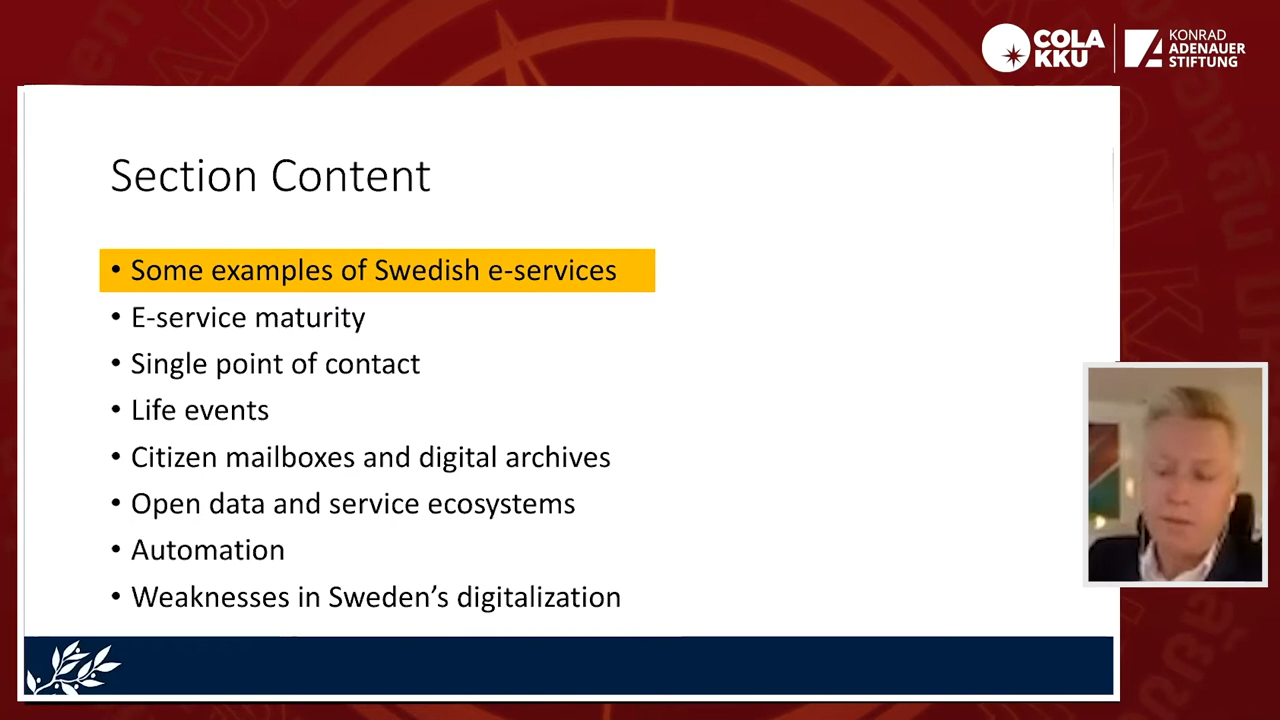 COLA
KKU
KONRAD
ADENAUER
STIFTUNG
Section Content
• Some examples of Swedish e-services
• E-service maturity
• Single point of contact
• Life events
• Citizen mailboxes and digital archives
• Open data and service ecosystems
• Automation
• Weaknesses in Sweden’s digitalization